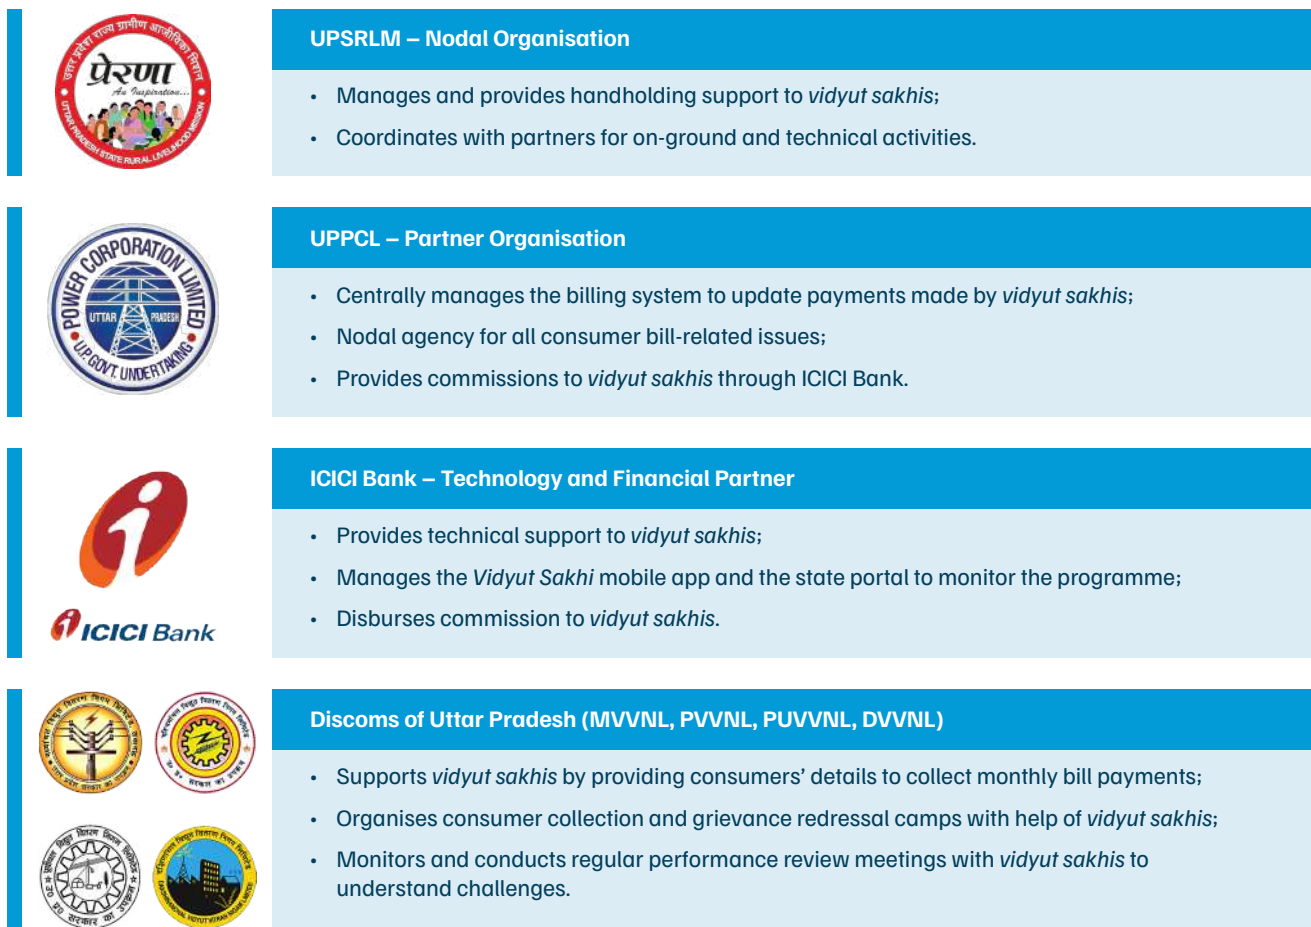 उत्तर प्रदेश राज्य ग्रामीण आजीविका मिशन
प्रेरणा
An Inspiration...
UTTAR PRADESH STATE RURAL LIVELIHOOD MISSION
UPSRLM – Nodal Organisation
• Manages and provides handholding support to vidyut sakhis;
• Coordinates with partners for on-ground and technical activities.
POWER CORPORATION LIMITED
UTTAR PRADESH
U.P. GOVT. UNDERTAKING
UPPCL – Partner Organisation
• Centrally manages the billing system to update payments made by vidyut sakhis;
• Nodal agency for all consumer bill-related issues;
• Provides commissions to vidyut sakhis through ICICI Bank.
ICICI Bank
ICICI Bank – Technology and Financial Partner
• Provides technical support to vidyut sakhis;
• Manages the Vidyut Sakhi mobile app and the state portal to monitor the programme;
• Disburses commission to vidyut sakhis.
Discoms of Uttar Pradesh (MVVNL, PVVNL, PUVVNL, DVVNL)
• Supports vidyut sakhis by providing consumers’ details to collect monthly bill payments;
• Organises consumer collection and grievance redressal camps with help of vidyut sakhis;
• Monitors and conducts regular performance review meetings with vidyut sakhis to
understand challenges.